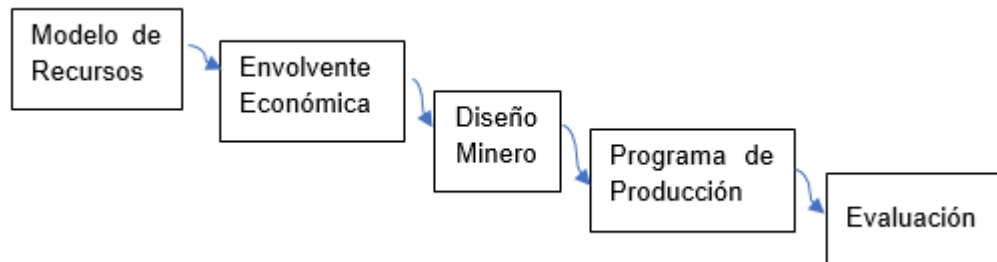 Modelo de
Recursos
Envolvente
Económica
Diseño
Minero
Programa de
Producción
Evaluación